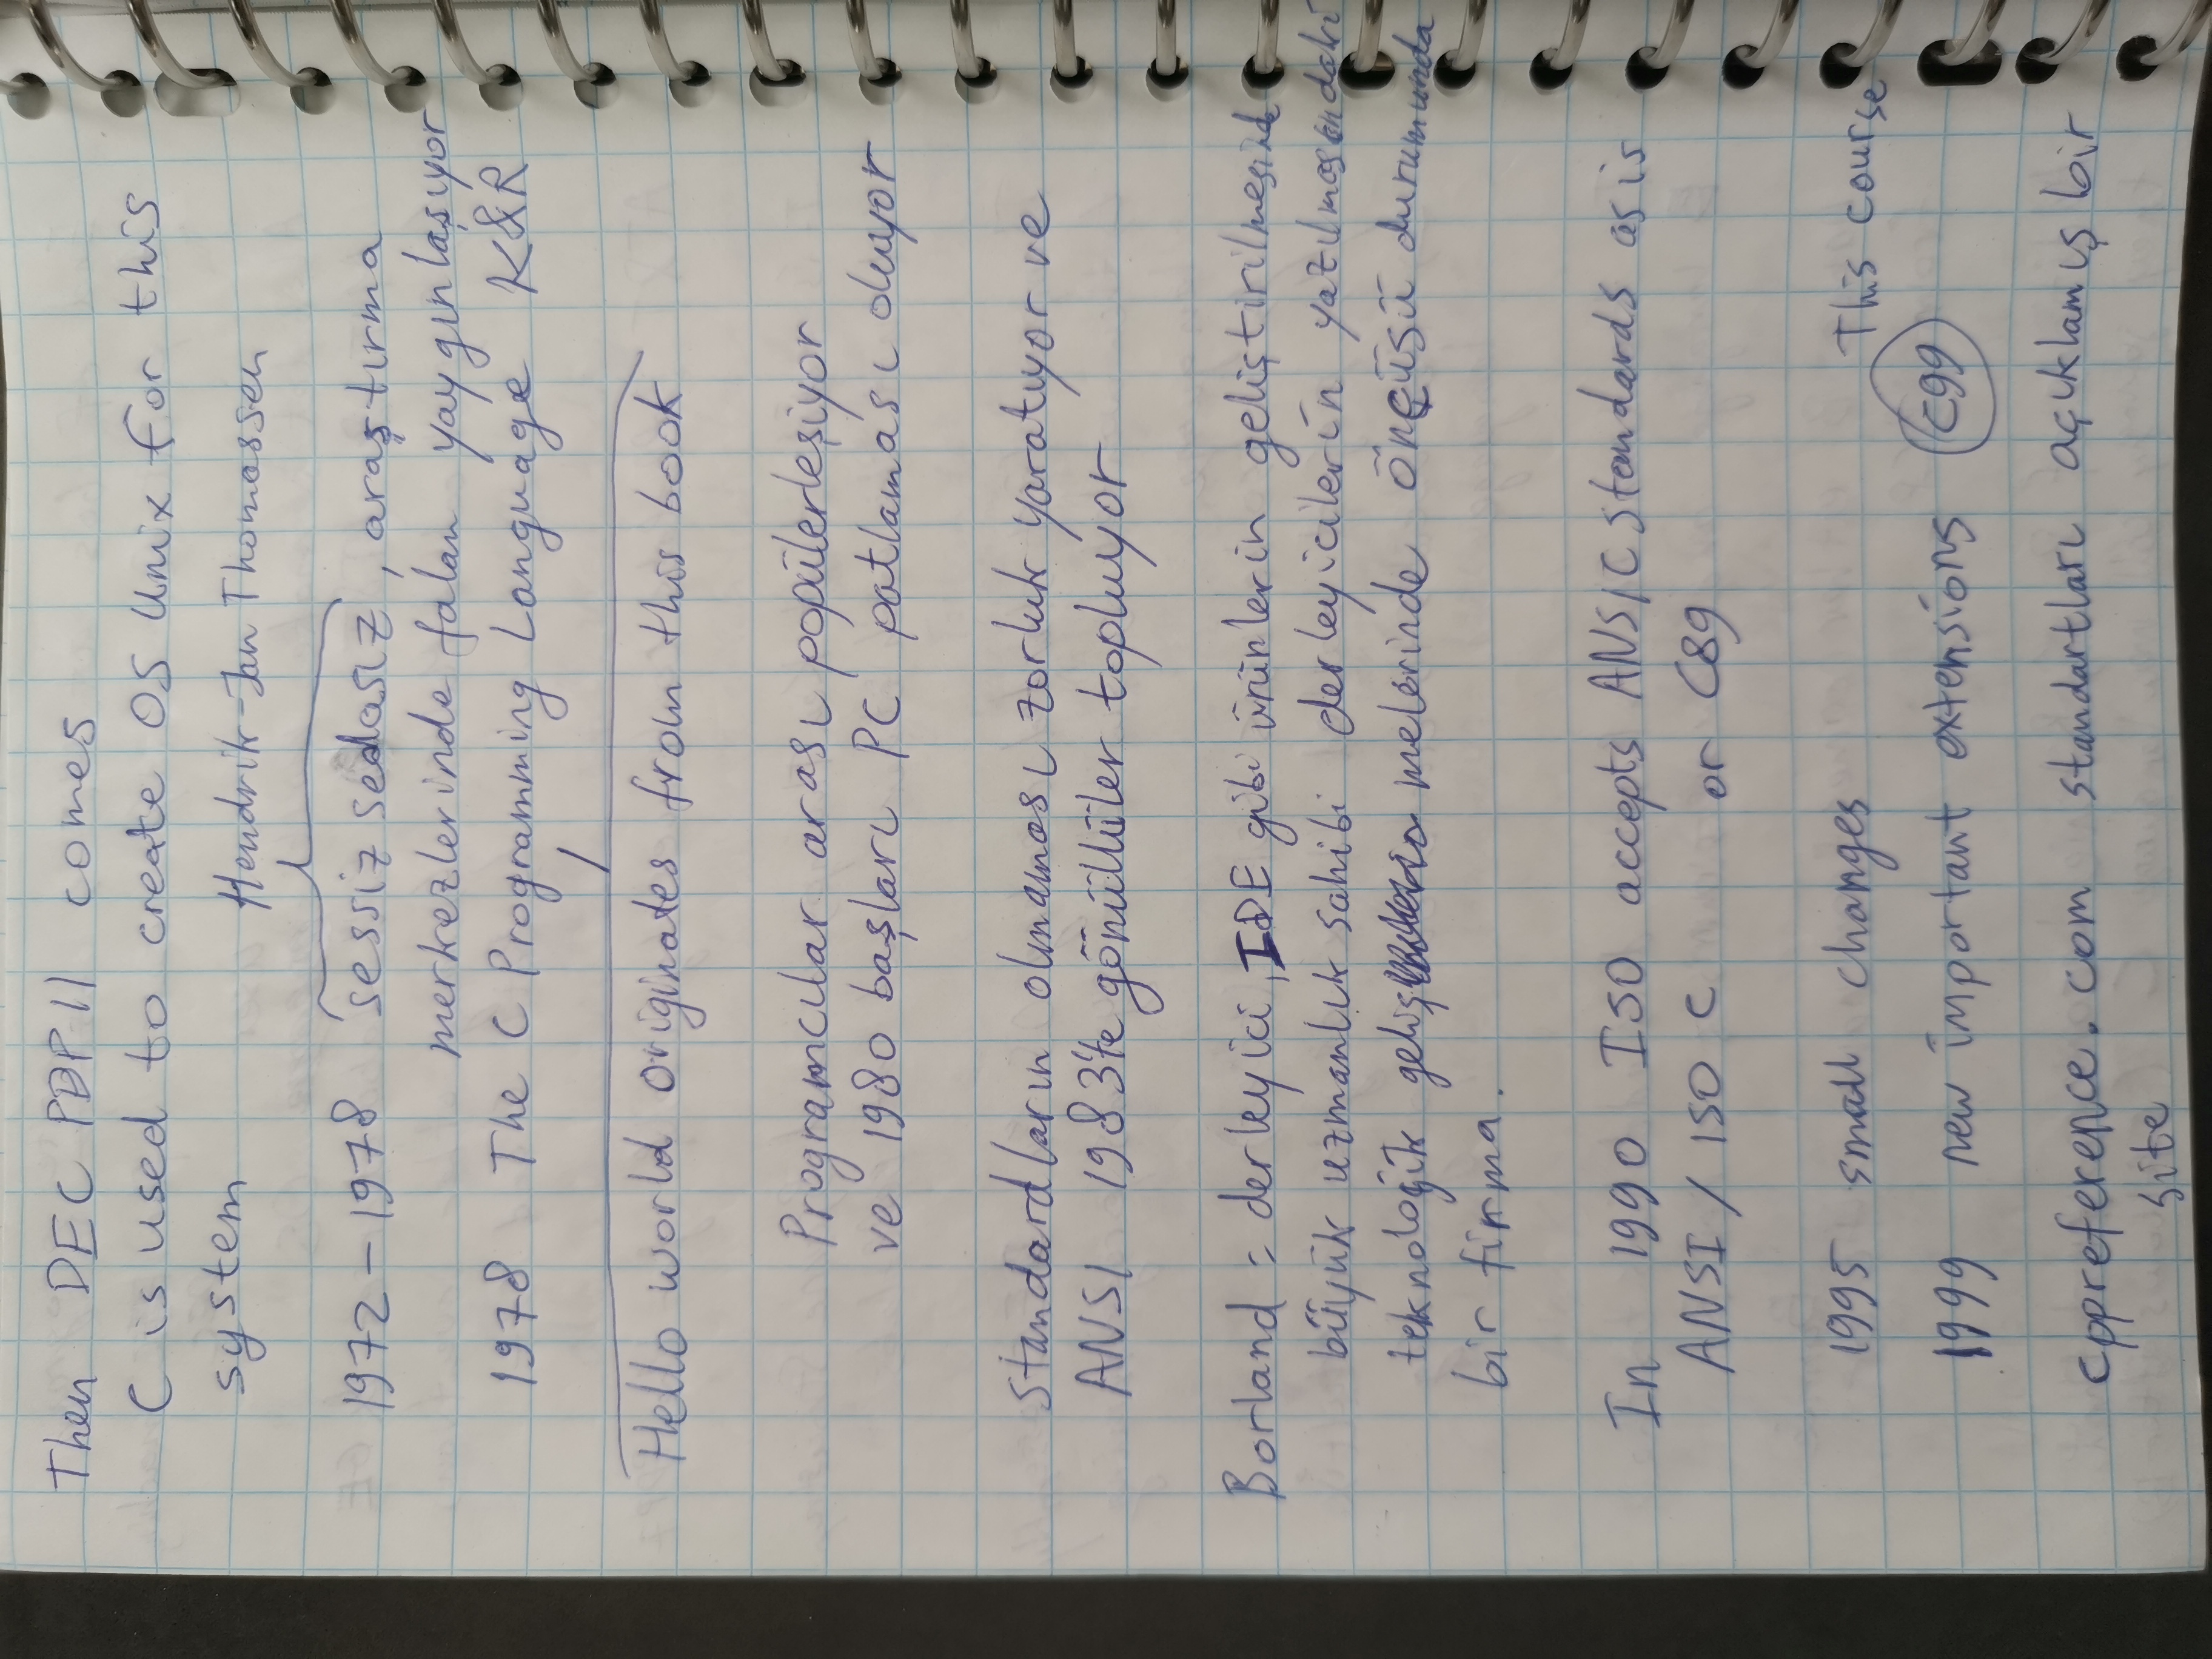 Then DEC PDP 11 comes
C is used to create OS Unix for this
system
Hendrik-Jan Thomassen
1972 - 1978 sessiz sedasız, araştırma
merkezlerinde falan yaygınlaşıyor
1978 The C Programming Language K&R
Hello world originates from this book
Programcılar arası popülerleşiyor
ve 1980 başları PC patlaması oluyor
Standardların olmaması zorluk yaratıyor ve
ANSI 1983'te gönüllüler topluyor
Borland = derleyici, IDE gibi ürünlerin geliştirilmesinde
büyük uzmanlık sahibi derleyicilerin yazılmasındaki
teknoloğik geliş melerinde öncüsü durumunda
bir firma.
In 1990 ISO accepts ANSI C standards as is
ANSI / ISO C or C89
1995 small changes
This course
1999 new important extensions C99
cppreference.com standartları açıklamış bir
site